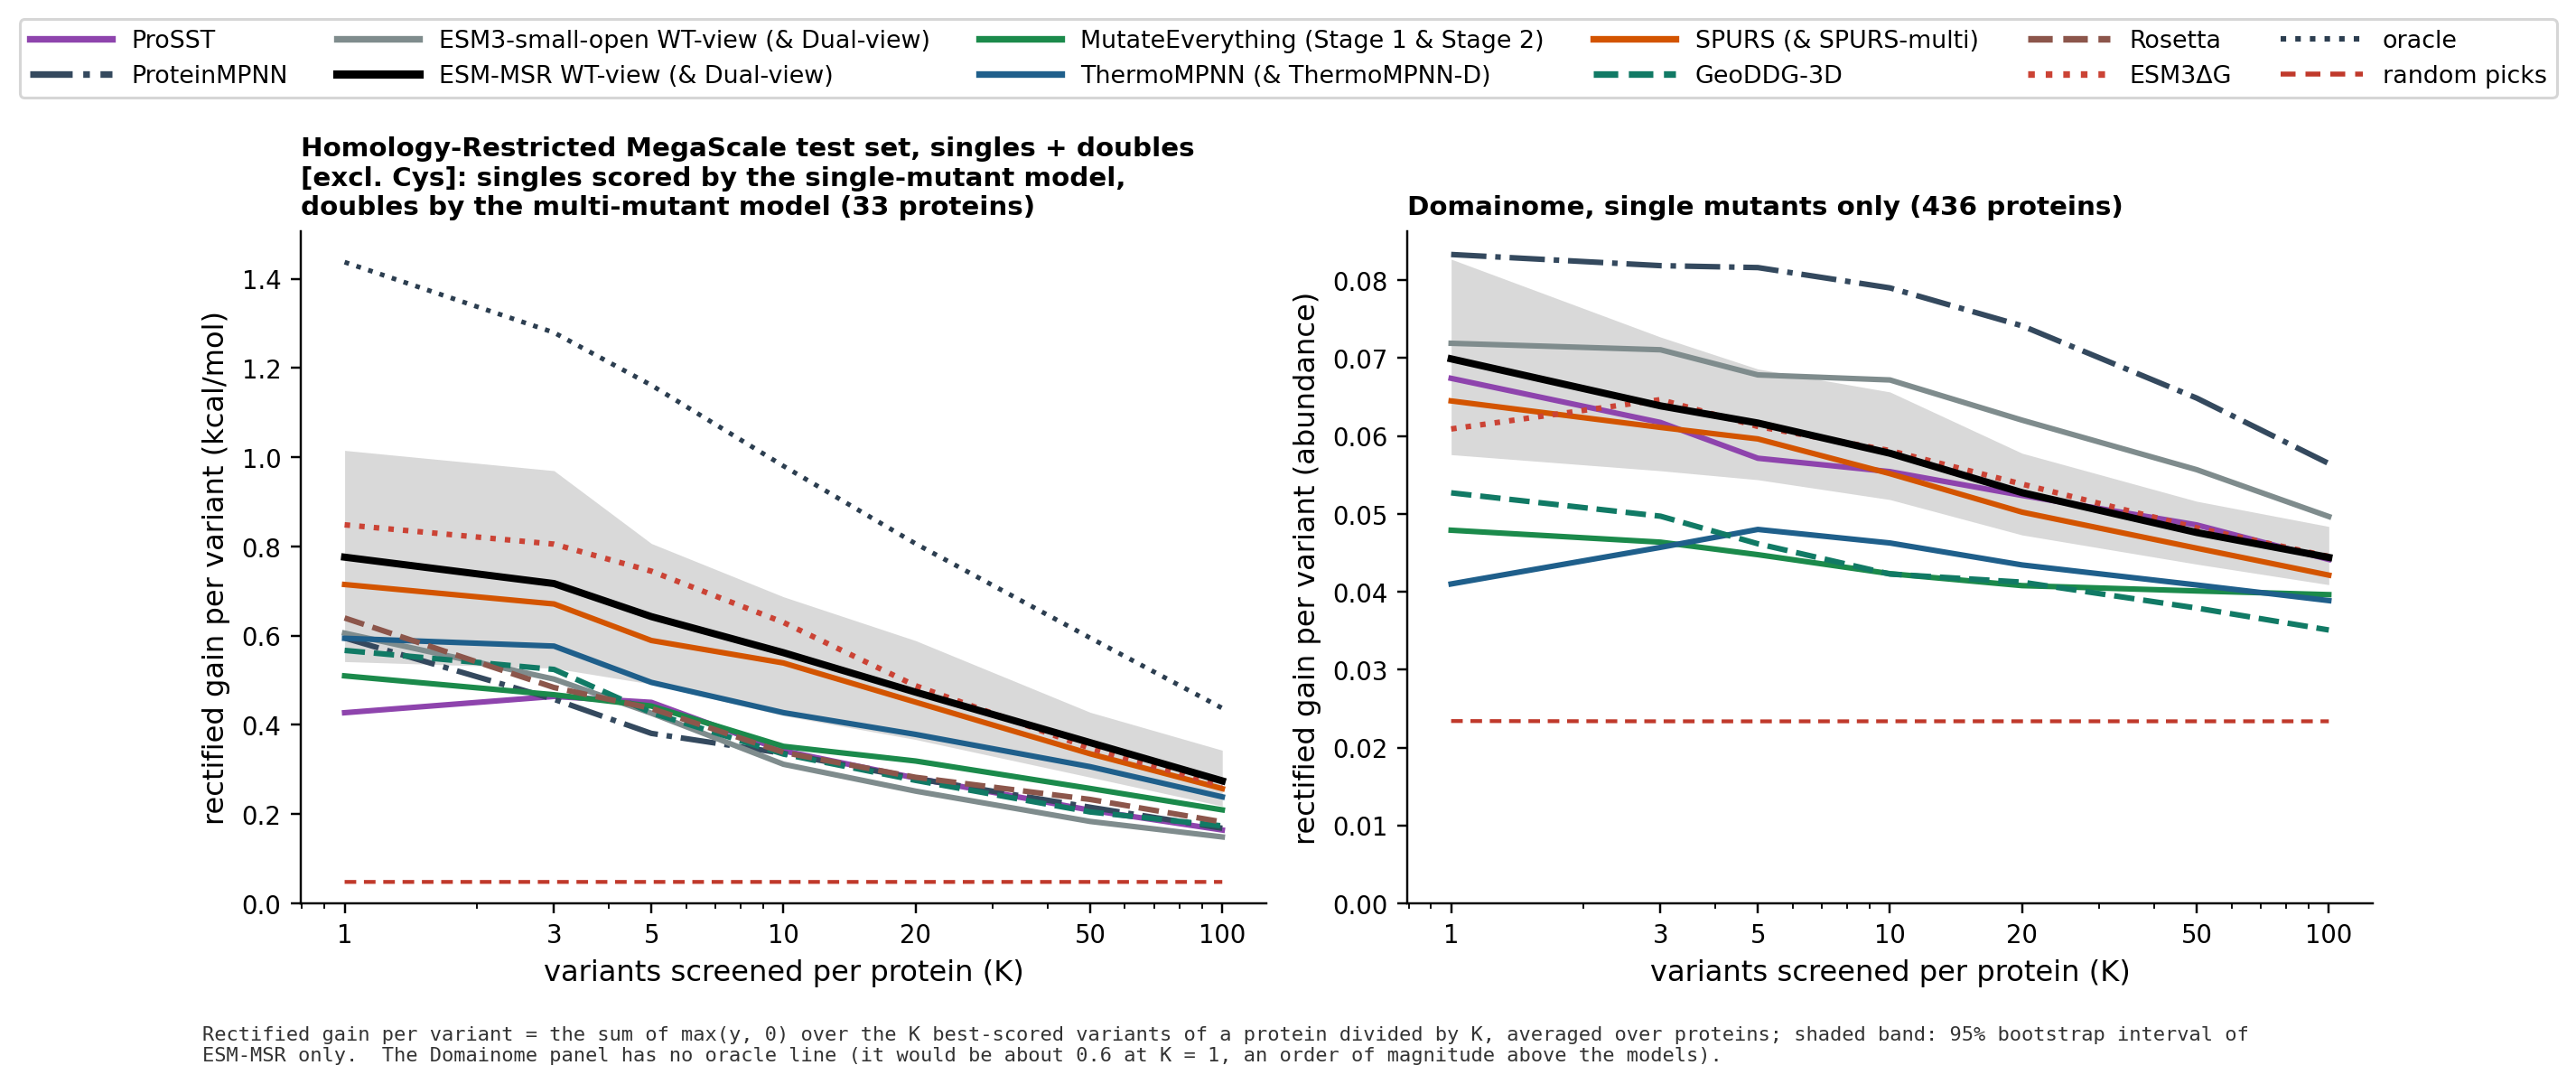 ProSST
ProteinMPNN
ESM3-small-open WT-view (& Dual-view)
ESM-MSR WT-view (& Dual-view)
MutateEverything (Stage 1 & Stage 2)
ThermoMPNN (& ThermoMPNN-D)
SPURS (& SPURS-multi)
GeoDDG-3D
Rosetta
ESM3ΔG
oracle
random picks
Homology-Restricted MegaScale test set, singles + doubles
[excl. Cys]: singles scored by the single-mutant model,
doubles by the multi-mutant model (33 proteins)
rectified gain per variant (kcal/mol)
1.4
1.2
1.0
0.8
0.6
0.4
0.2
0.0
1 3 5 10 20 50 100
variants screened per protein (K)
Domainome, single mutants only (436 proteins)
rectified gain per variant (abundance)
0.08
0.07
0.06
0.05
0.04
0.03
0.02
0.01
0.00
1 3 5 10 20 50 100
variants screened per protein (K)
Rectified gain per variant = the sum of max(y, 0) over the K best-scored variants of a protein divided by K, averaged over proteins; shaded band: 95% bootstrap interval of
ESM-MSR only.  The Domainome panel has no oracle line (it would be about 0.6 at K = 1, an order of magnitude above the models).